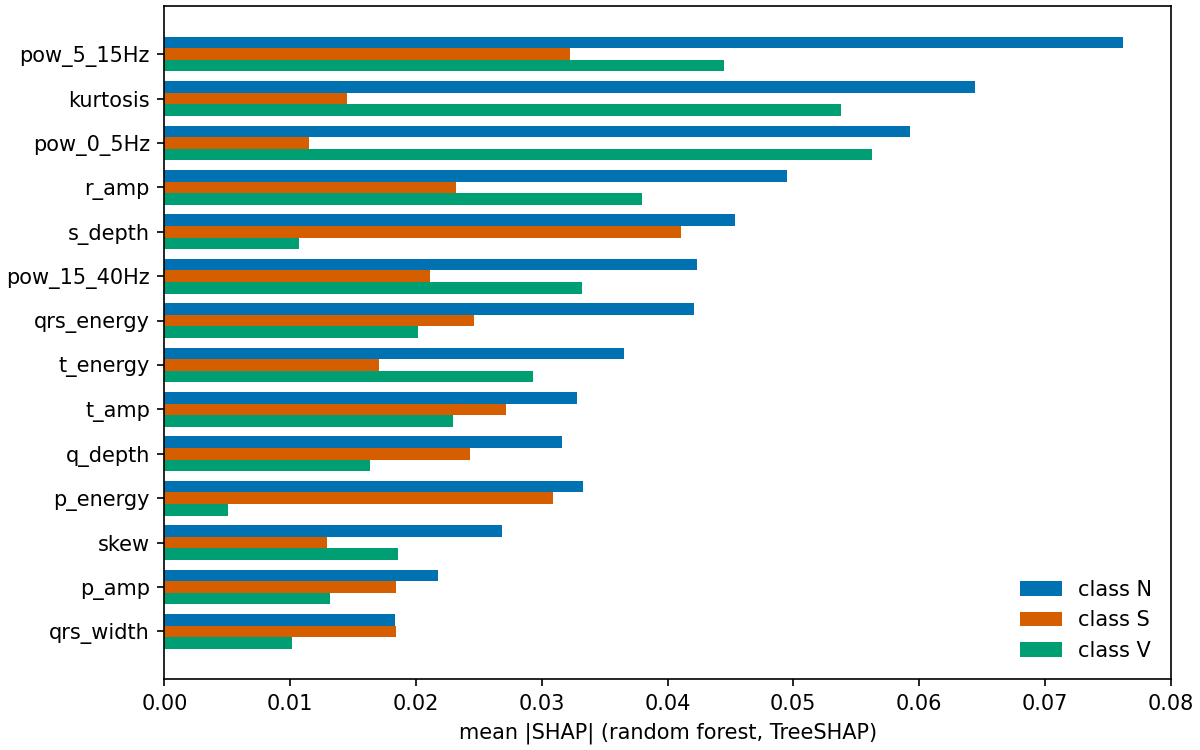 pow_5_15Hz
kurtosis
pow_0_5Hz
r_amp
s_depth
pow_15_40Hz
qrs_energy
t_energy
t_amp
q_depth
p_energy
skew
p_amp
qrs_width
class N
class S
class V
0.00 0.01 0.02 0.03 0.04 0.05 0.06 0.07 0.08
mean |SHAP| (random forest, TreeSHAP)